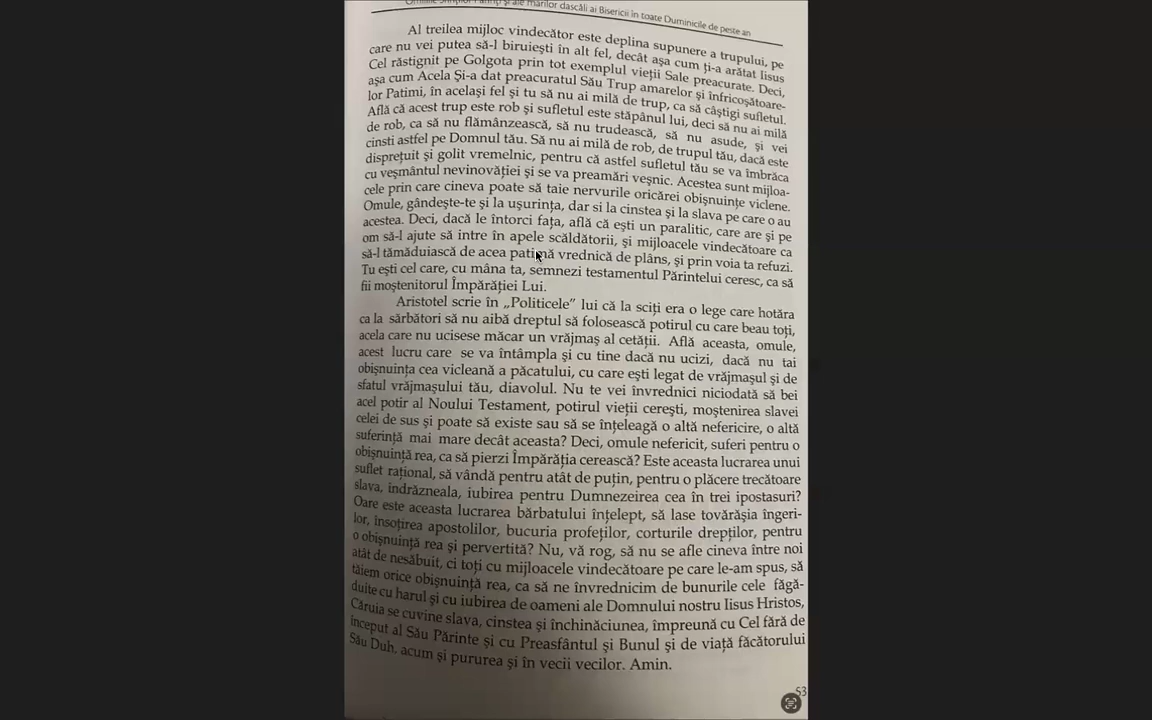 Omiliile Sfinților Părinți și ale marilor dascăli ai Bisericii în toate Duminicile de peste an
Al treilea mijloc vindecător este deplina supunere a trupului, pe
care nu vei putea să-l biruiești în alt fel, decât așa cum ți-a arătat Iisus
Cel răstignit pe Golgota prin tot exemplul vieții Sale preacurate. Deci,
așa cum Acela Și-a dat preacuratul Său Trup amarelor și înfricoșătoare-
lor Patimi, în același fel și tu să nu ai milă de trup, ca să câștigi sufletul.
Află că acest trup este rob și sufletul este stăpânul lui, deci să nu ai milă
de rob, ca să nu flămânzească, să nu trudească, să nu asude, și vei
cinsti astfel pe Domnul tău. Să nu ai milă de rob, de trupul tău, dacă este
disprețuit și golit vremelnic, pentru că astfel sufletul tău se va îmbrăca
cu veșmântul nevinovăției și se va preamări veșnic. Acestea sunt mijloa-
cele prin care cineva poate să taie nervurile oricărei obișnuințe viclene.
Omule, gândește-te și la ușurința, dar si la cinstea și la slava pe care o au
acestea. Deci, dacă le întorci fața, află că ești un paralitic, care are și pe
om să-l ajute să intre în apele scăldătorii, și mijloacele vindecătoare ca
să-l tămăduiască de acea patimă vrednică de plâns, și prin voia ta refuzi.
Tu ești cel care, cu mâna ta, semnezi testamentul Părintelui ceresc, ca să
fii moștenitorul Împărăției Lui.
Aristotel scrie în „Politicele” lui că la sciți era o lege care hotăra
ca la sărbători să nu aibă dreptul să folosească potirul cu care beau toți,
acela care nu ucisese măcar un vrăjmaș al cetății. Află aceasta, omule,
acest lucru care se va întâmpla și cu tine dacă nu ucizi, dacă nu tai
obișnuința cea vicleană a păcatului, cu care ești legat de vrăjmașul și de
sfatul vrăjmașului tău, diavolul. Nu te vei învrednici niciodată să bei
acel potir al Noului Testament, potirul vieții cerești, moștenirea slavei
celei de sus și poate să existe sau să se înțeleagă o altă nefericire, o altă
suferință mai mare decât aceasta? Deci, omule nefericit, suferi pentru o
obișnuință rea, ca să pierzi Împărăția cerească? Este aceasta lucrarea unui
suflet rațional, să vândă pentru atât de puțin, pentru o plăcere trecătoare
slava, îndrăzneala, iubirea pentru Dumnezeirea cea în trei ipostasuri?
Oare este aceasta lucrarea bărbatului înțelept, să lase tovărășia îngeri-
lor, însoțirea apostolilor, bucuria profeților, corturile drepților, pentru
o obișnuință rea și pervertită? Nu, vă rog, să nu se afle cineva între noi
atât de nesăbuit, ci toți cu mijloacele vindecătoare pe care le-am spus, să
tăiem orice obișnuință rea, ca să ne învrednicim de bunurile cele făgă-
duite cu harul și cu iubirea de oameni ale Domnului nostru Iisus Hristos,
Căruia se cuvine slava, cinstea și închinăciunea, împreună cu Cel fără de
început al Său Părinte și cu Preasfântul și Bunul și de viață făcătorului
Său Duh, acum și pururea și în vecii vecilor. Amin.
53